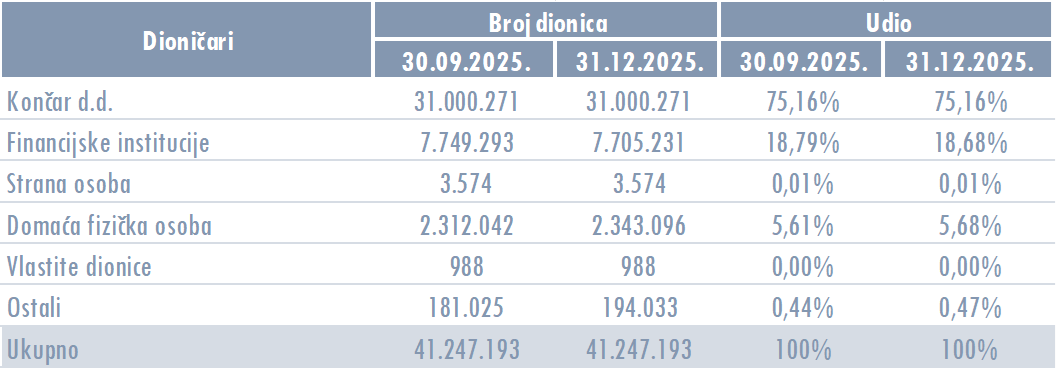 Dioničari Broj dionica Udio
30.09.2025. 31.12.2025. 30.09.2025. 31.12.2025.
Končar d.d. 31.000.271 31.000.271 75,16% 75,16%
Financijske institucije 7.749.293 7.705.231 18,79% 18,68%
Strana osoba 3.574 3.574 0,01% 0,01%
Domaća fizička osoba 2.312.042 2.343.096 5,61% 5,68%
Vlastite dionice 988 988 0,00% 0,00%
Ostali 181.025 194.033 0,44% 0,47%
Ukupno 41.247.193 41.247.193 100% 100%